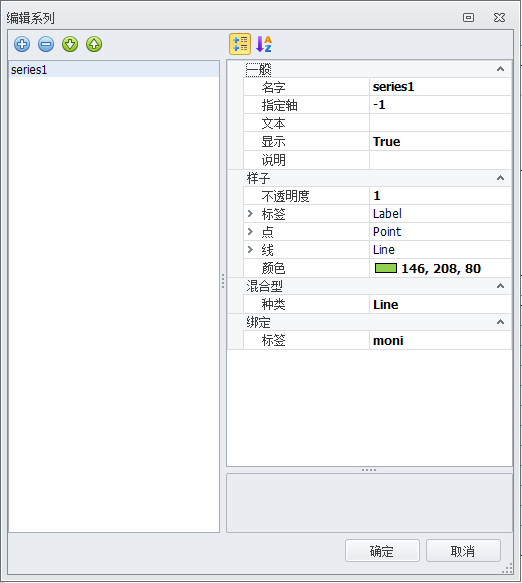 编辑系列
series1
一般
名字 series1
指定轴 -1
文本
显示 True
说明
样子
不透明度 1
标签 Label
点 Point
线 Line
颜色 146, 208, 80
混合型
种类 Line
绑定
标签 moni
确定 取消